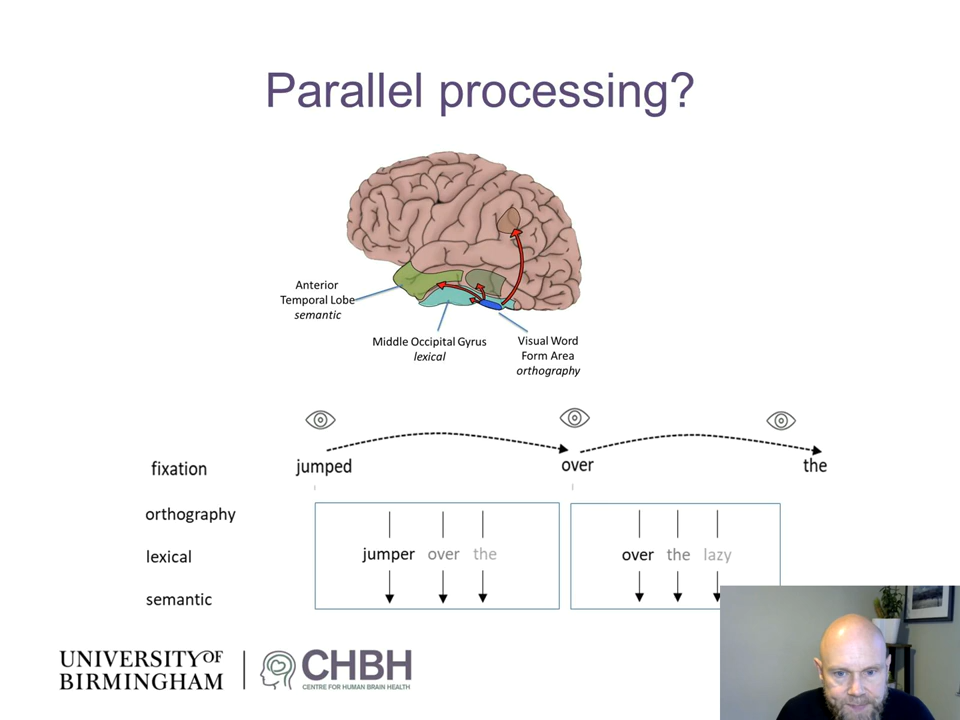 Parallel processing?
Anterior
Temporal Lobe
semantic
Middle Occipital Gyrus
lexical
Visual Word
Form Area
orthography
fixation jumped over the
orthography
lexical jumper over the over the lazy
semantic
UNIVERSITY OF
BIRMINGHAM
CHBH
CENTRE FOR HUMAN BRAIN HEALTH